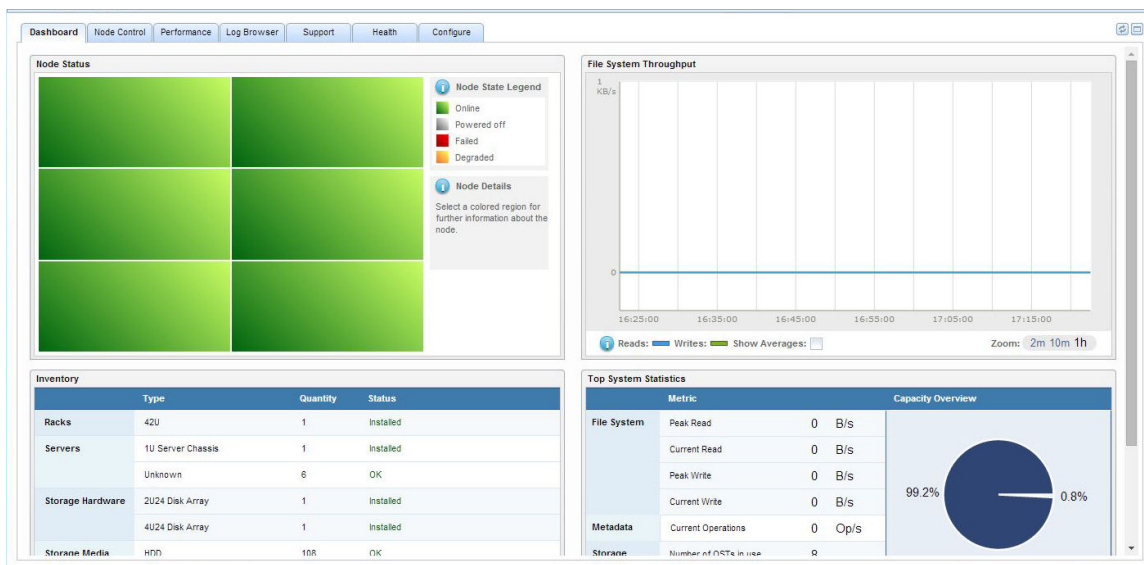 Dashboard Node Control Performance Log Browser Support Health Configure
Node Status
Node State Legend
Online
Powered off
Failed
Degraded
Node Details
Select a colored region for
further information about the
node.
File System Throughput
1
KB/s
0
16:25:00 16:35:00 16:45:00 16:55:00 17:05:00 17:15:00
Reads: Writes: Show Averages: Zoom: 2m 10m 1h
Inventory
Type Quantity Status
Racks 42U 1 Installed
Servers 1U Server Chassis 1 Installed
Unknown 6 OK
Storage Hardware 2U24 Disk Array 1 Installed
4U24 Disk Array 1 Installed
Storage Media HDD 108 OK
Top System Statistics
Metric Capacity Overview
File System Peak Read 0 B/s
Current Read 0 B/s
Peak Write 0 B/s
Current Write 0 B/s
Metadata Current Operations 0 Op/s
Storage Number of OSTs in use 8
99.2% 0.8%